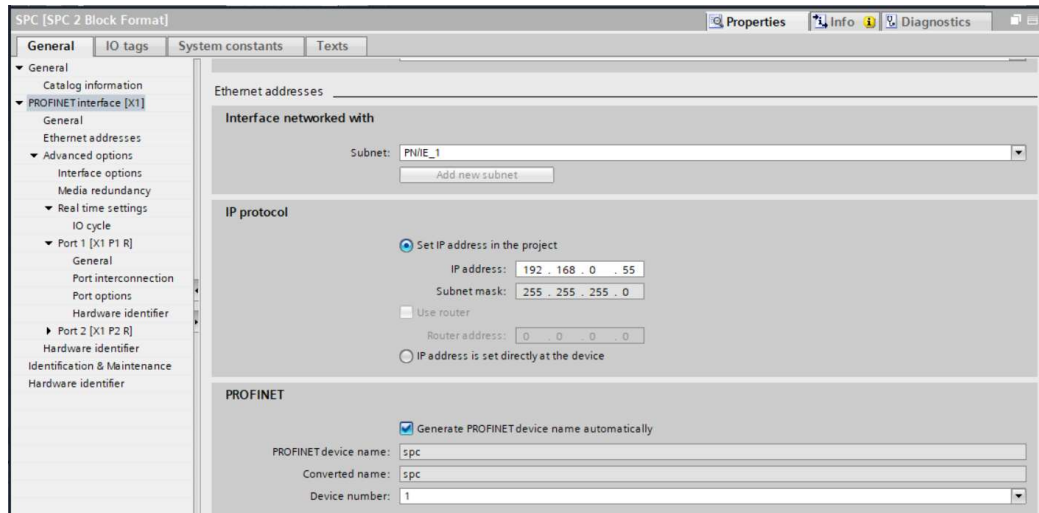 SPC [SPC 2 Block Format]
Properties
Info
Diagnostics
General
IO tags
System constants
Texts
General
Catalog information
PROFINET interface [X1]
General
Ethernet addresses
Advanced options
Interface options
Media redundancy
Real time settings
IO cycle
Port 1 [X1 P1 R]
General
Port interconnection
Port options
Hardware identifier
Port 2 [X1 P2 R]
Hardware identifier
Identification & Maintenance
Hardware identifier
Ethernet addresses
Interface networked with
Subnet: PN/IE_1
Add new subnet
IP protocol
Set IP address in the project
IP address: 192 . 168 . 0 . 55
Subnet mask: 255 . 255 . 255 . 0
Use router
Router address: 0 . 0 . 0 . 0
IP address is set directly at the device
PROFINET
Generate PROFINET device name automatically
PROFINET device name: spc
Converted name: spc
Device number: 1